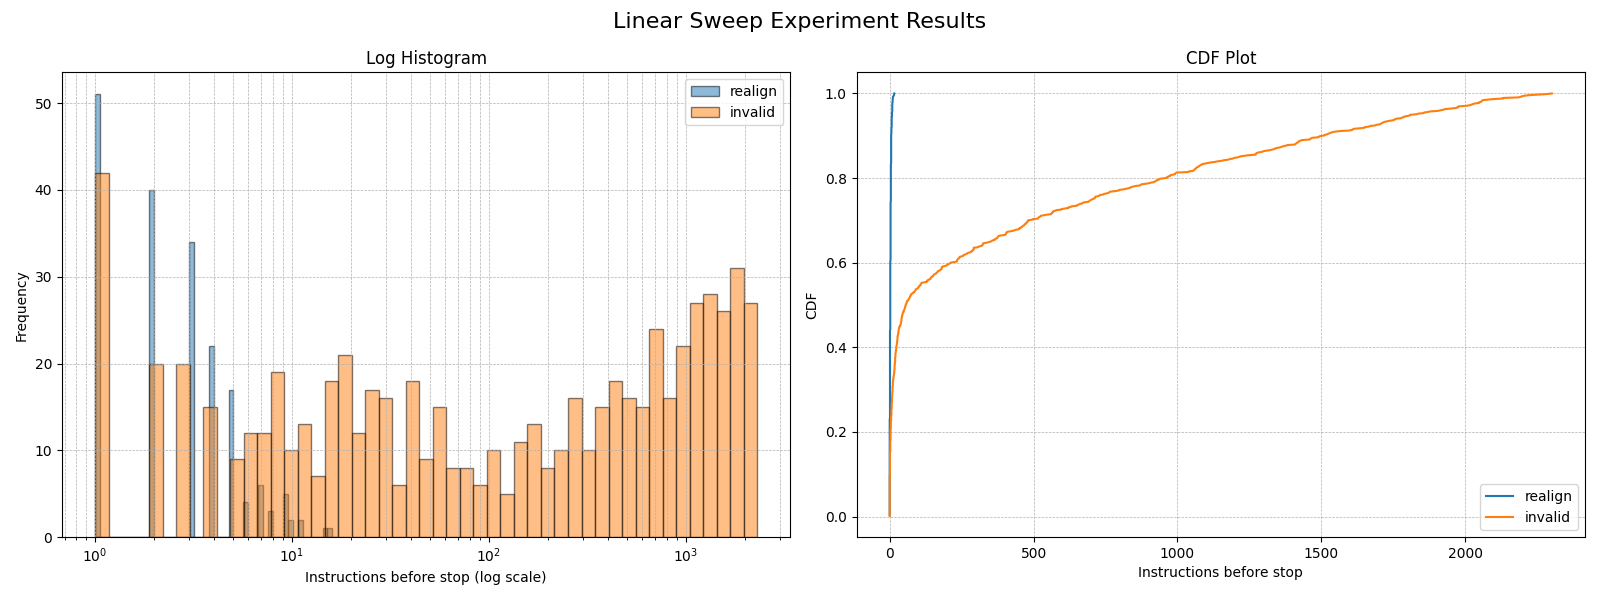 Linear Sweep Experiment Results
Log Histogram
realign
invalid
Frequency
50
40
30
20
10
0
10⁰
10¹
10²
10³
Instructions before stop (log scale)
CDF Plot
CDF
1.0
0.8
0.6
0.4
0.2
0.0
realign
invalid
0
500
1000
1500
2000
Instructions before stop